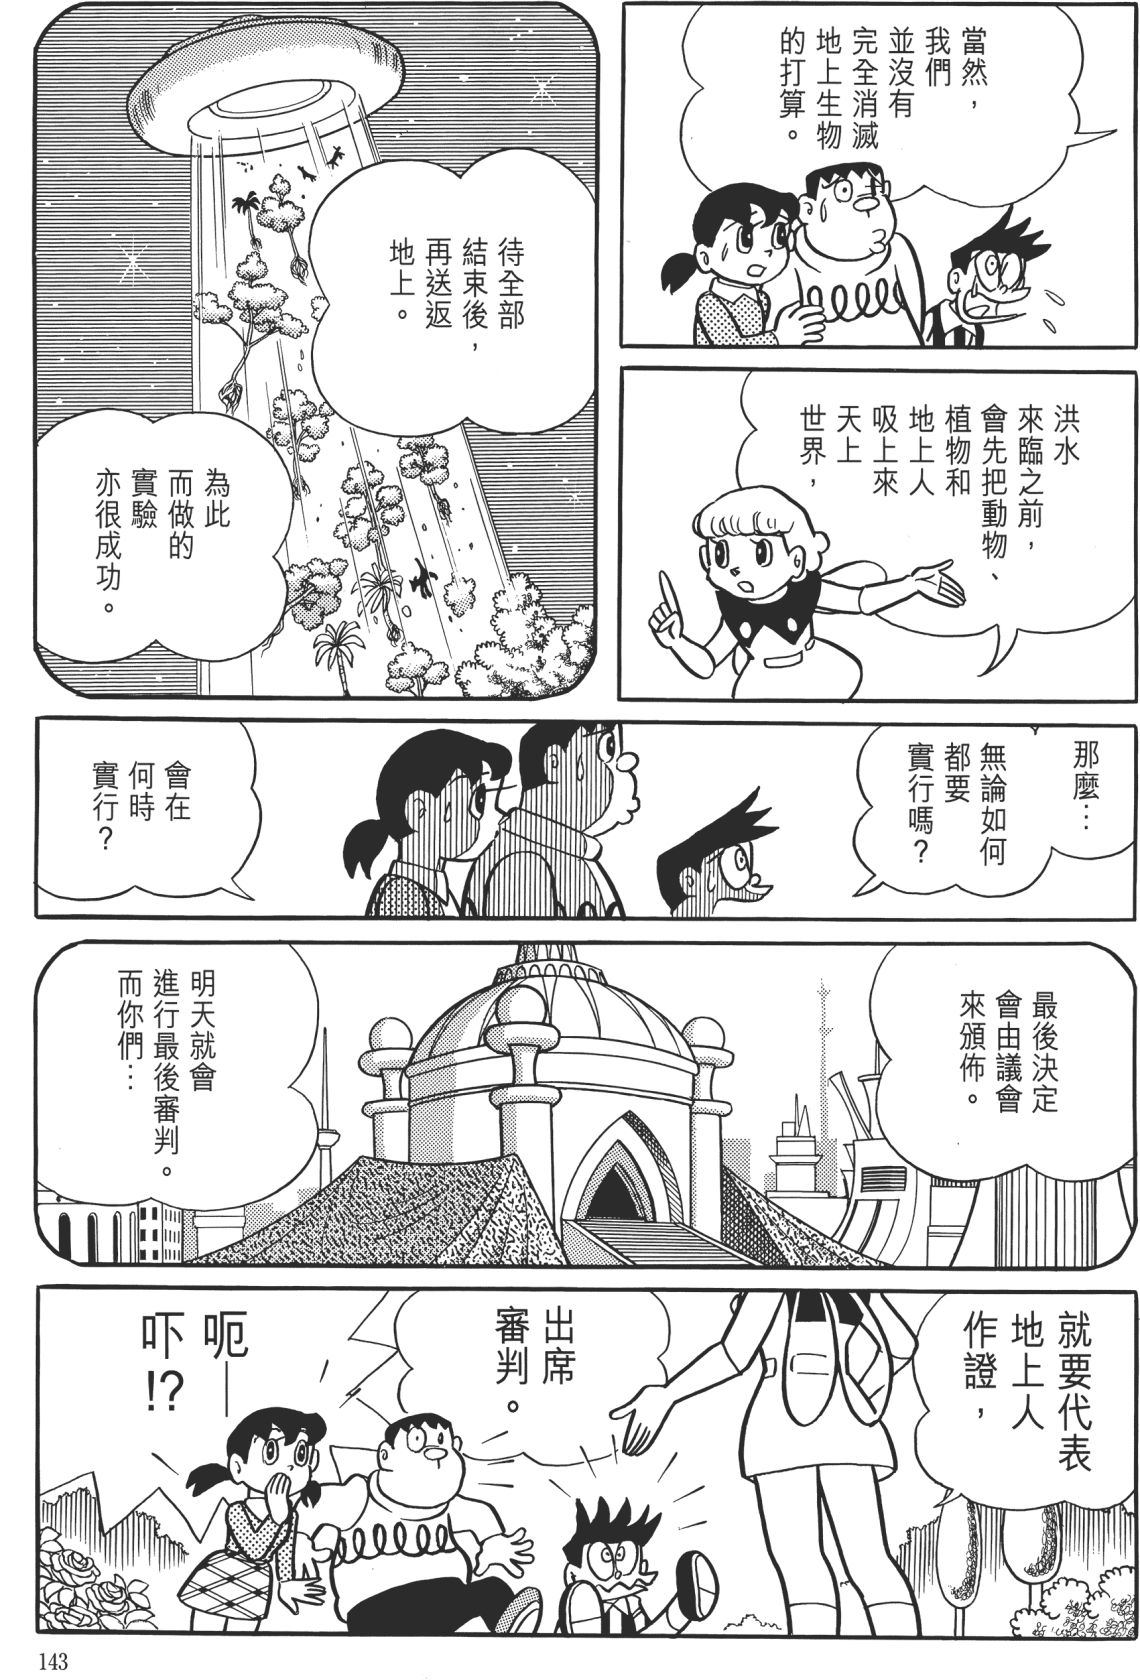 當然，
我們
並沒有
完全消滅
地上生物
的打算。
洪水
來臨之前，
會先把動物、
植物和
地上人
吸上來
天上
世界，
待全部
結束後，
再送返
地上。
為此
而做的
實驗
亦很成功。
那麼…
無論如何
都要
實行嗎？
會在
何時
實行？
最後決定
會由議會
來頒佈。
明天就會
進行最後審判。
而你們…
就要代表
地上人
作證，
出席
審判。
呃—
吓!?
143